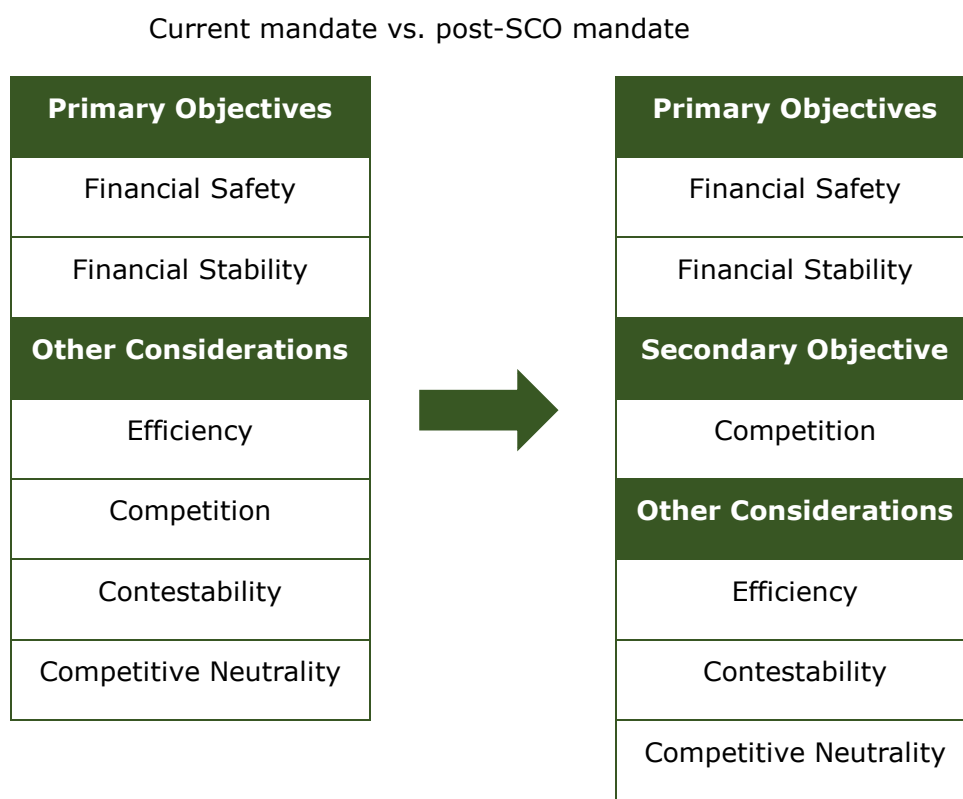 Current mandate vs. post-SCO mandate
Primary Objectives
Financial Safety
Financial Stability
Other Considerations
Efficiency
Competition
Contestability
Competitive Neutrality
Primary Objectives
Financial Safety
Financial Stability
Secondary Objective
Competition
Other Considerations
Efficiency
Contestability
Competitive Neutrality